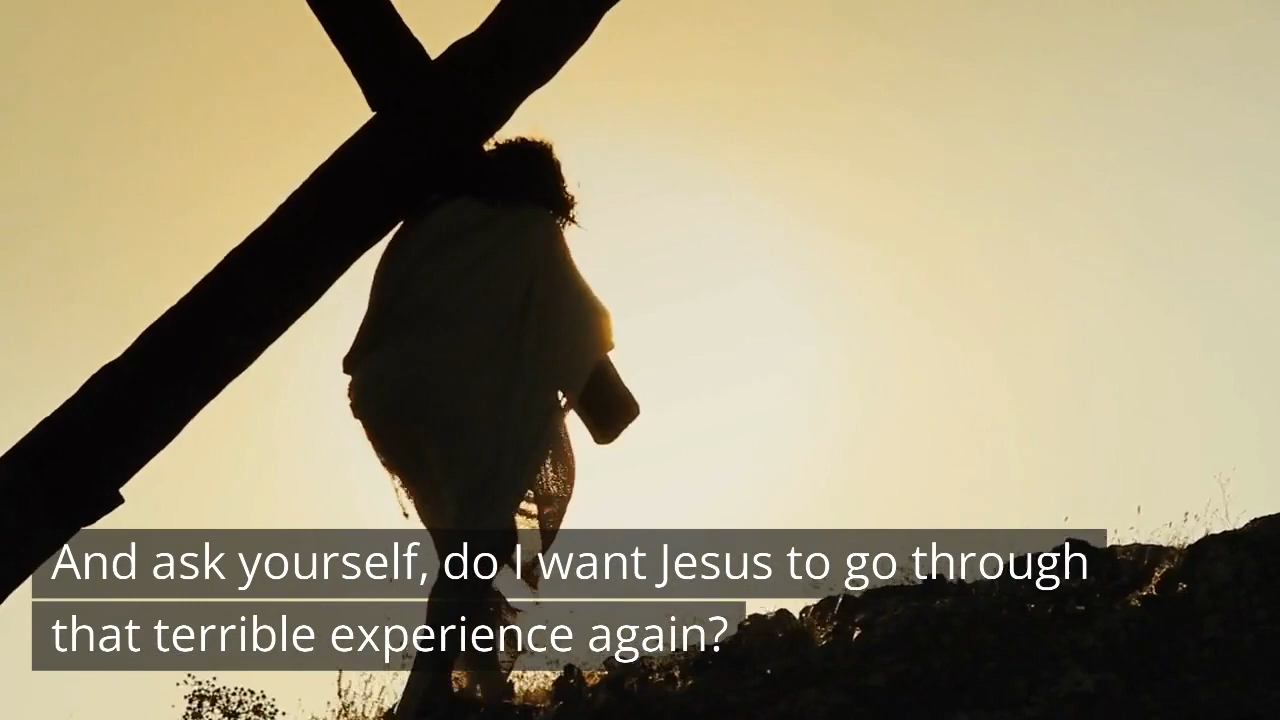 And ask yourself, do I want Jesus to go through
that terrible experience again?